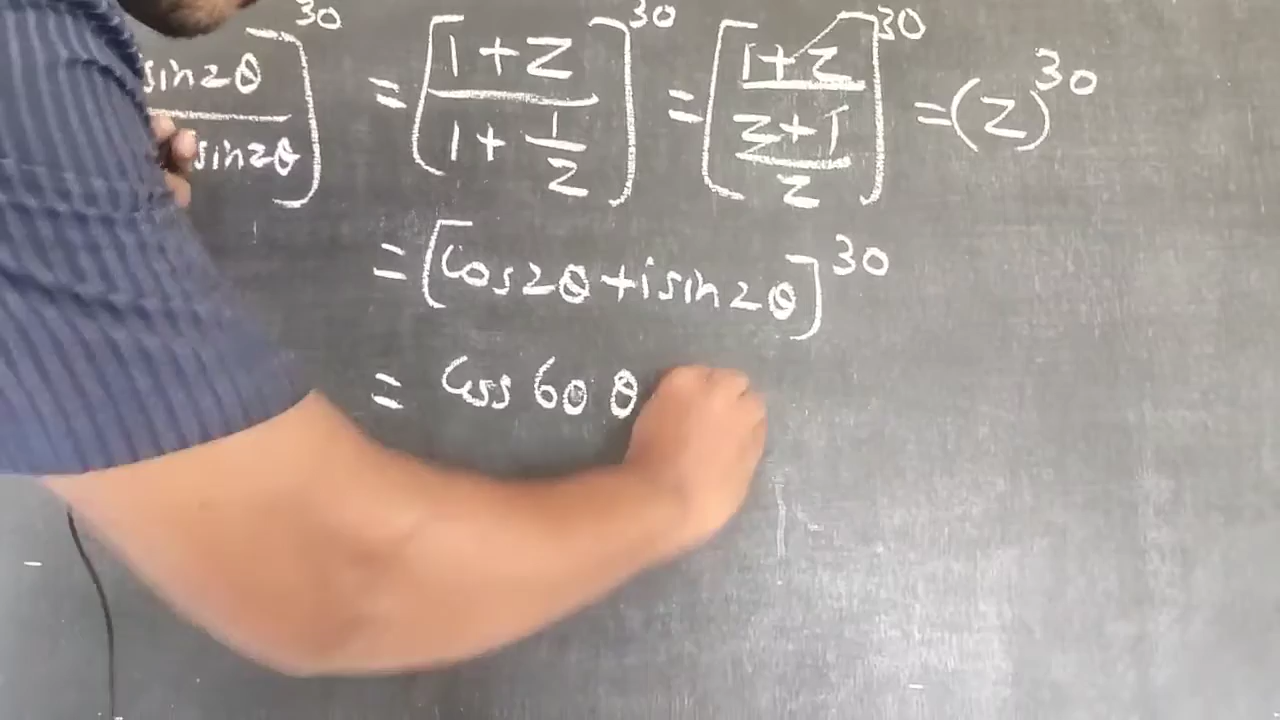 sin2θ / sin2θ ]^30 = [ (1+Z) / (1+ 1/Z) ]^30 = [ (1+Z) / ((Z+1)/Z) ]^30 = (Z)^30
= [Cos2θ+isin2θ]^30
= Cos 60 θ